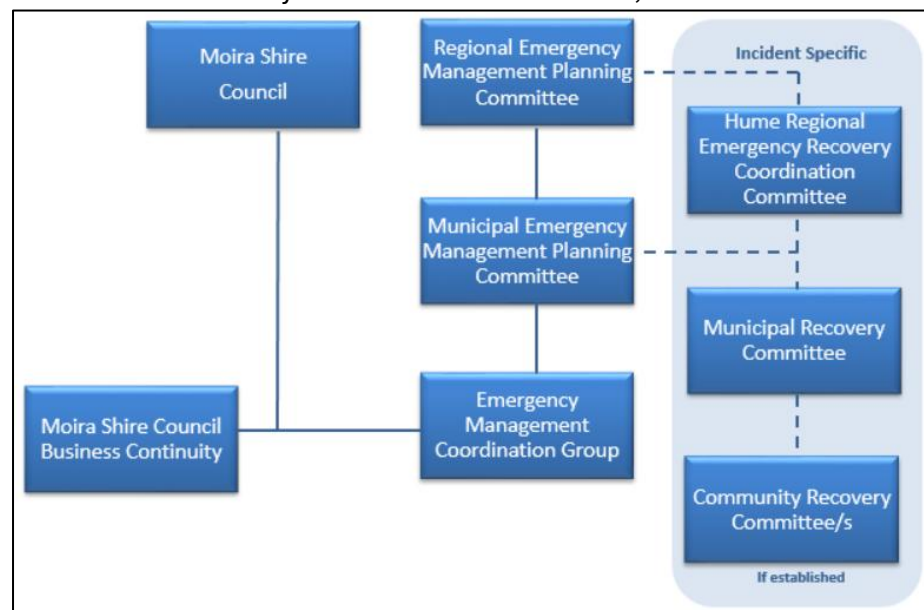 Moira Shire
Council
Regional Emergency
Management Planning
Committee
Incident Specific
Hume Regional
Emergency Recovery
Coordination
Committee
Municipal Emergency
Management Planning
Committee
Municipal Recovery
Committee
Moira Shire Council
Business Continuity
Emergency
Management
Coordination Group
Community Recovery
Committee/s
If established